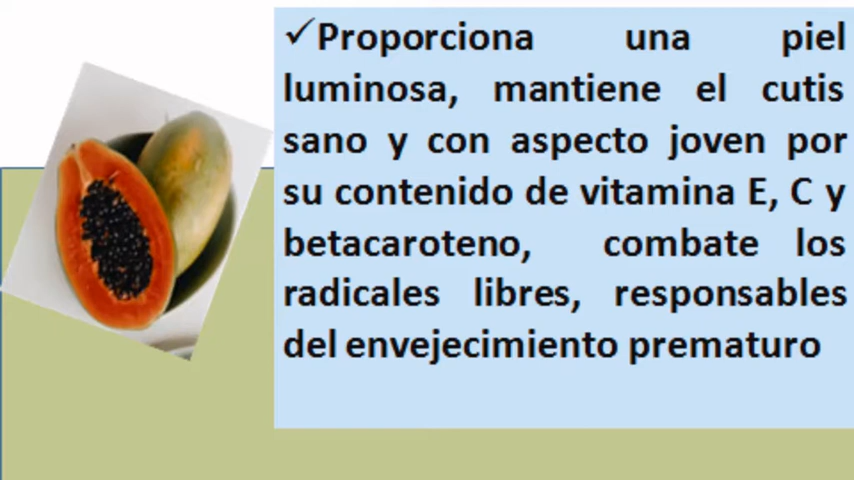 ✓Proporciona una piel
luminosa, mantiene el cutis
sano y con aspecto joven por
su contenido de vitamina E, C y
betacaroteno, combate los
radicales libres, responsables
del envejecimiento prematuro